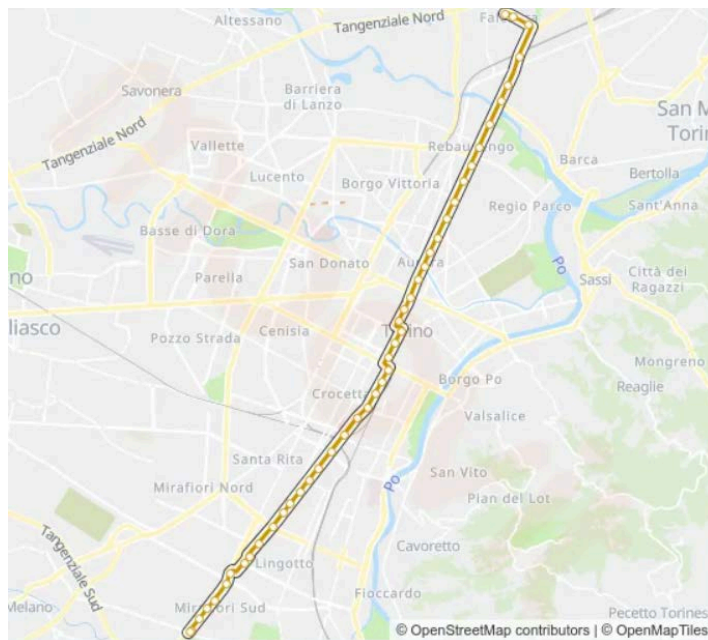 Altessano
Tangenziale Nord
Savonera
Barriera
di Lanzo
San M
Torin
Tangenziale Nord
Vallette
Barca
Lucento
Borgo Vittoria
Bertolla
Regio Parco
Sant'Anna
Basse di Dora
San Donato
Po
Parella
Sassi
Città dei
Ragazzi
no
liasco
Pozzo Strada
Cenisia
Mongreno
Crocetta
Borgo Po
Reaglie
Valsalice
Santa Rita
San Vito
Mirafiori Nord
Po
Pian del Lot
Tangenziale Sud
Cavoretto
Lingotto
Fioccardo
Melano
Mirafiori Sud
Pecetto Torines
© OpenStreetMap contributors | © OpenMapTiles